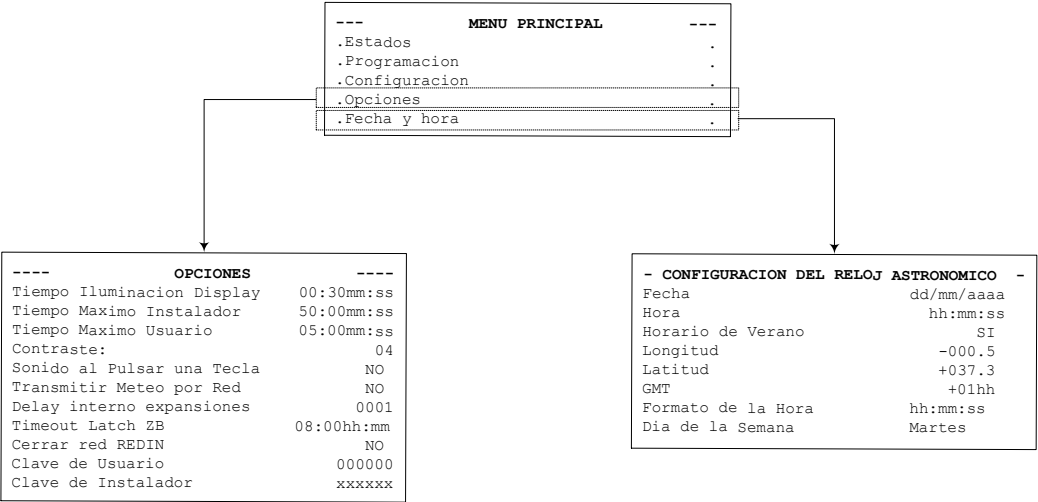 --- MENU PRINCIPAL ---
.Estados .
.Programacion .
.Configuracion .
.Opciones .
.Fecha y hora .
---- OPCIONES ----
Tiempo Iluminacion Display 00:30mm:ss
Tiempo Maximo Instalador 50:00mm:ss
Tiempo Maximo Usuario 05:00mm:ss
Contraste: 04
Sonido al Pulsar una Tecla NO
Transmitir Meteo por Red NO
Delay interno expansiones 0001
Timeout Latch ZB 08:00hh:mm
Cerrar red REDIN NO
Clave de Usuario 000000
Clave de Instalador xxxxxx
- CONFIGURACION DEL RELOJ ASTRONOMICO -
Fecha dd/mm/aaaa
Hora hh:mm:ss
Horario de Verano SI
Longitud -000.5
Latitud +037.3
GMT +01hh
Formato de la Hora hh:mm:ss
Dia de la Semana Martes